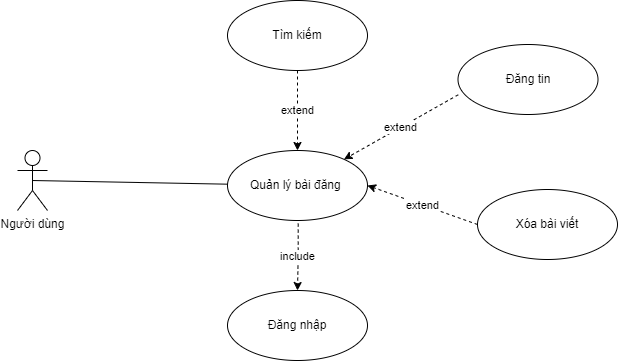 Tìm kiếm
Đăng tin
extend
extend
Quản lý bài đăng
extend
Xóa bài viết
Người dùng
include
Đăng nhập